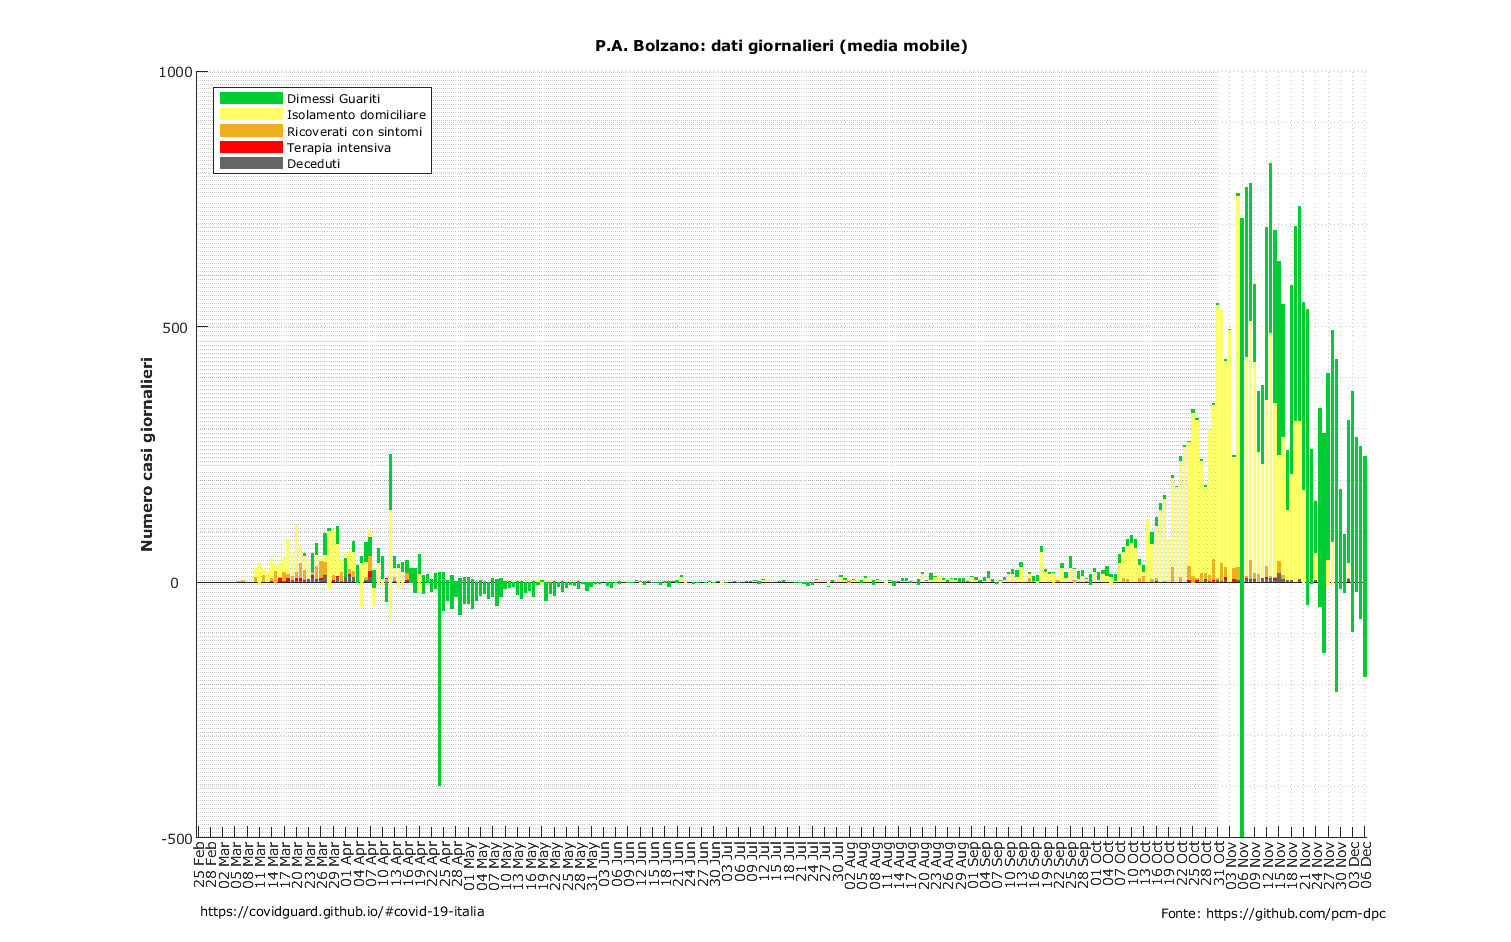 P.A. Bolzano: dati giornalieri (media mobile)
Dimessi Guariti
Isolamento domiciliare
Ricoverati con sintomi
Terapia intensiva
Deceduti
Numero casi giornalieri
1000
500
0
-500
25 Feb
28 Feb
02 Mar
05 Mar
08 Mar
11 Mar
14 Mar
17 Mar
20 Mar
23 Mar
26 Mar
29 Mar
01 Apr
04 Apr
07 Apr
10 Apr
13 Apr
16 Apr
19 Apr
22 Apr
25 Apr
28 Apr
01 May
04 May
07 May
10 May
13 May
16 May
19 May
22 May
25 May
28 May
31 May
03 Jun
06 Jun
09 Jun
12 Jun
15 Jun
18 Jun
21 Jun
24 Jun
27 Jun
30 Jun
03 Jul
06 Jul
09 Jul
12 Jul
15 Jul
18 Jul
21 Jul
24 Jul
27 Jul
30 Jul
02 Aug
05 Aug
08 Aug
11 Aug
14 Aug
17 Aug
20 Aug
23 Aug
26 Aug
29 Aug
01 Sep
04 Sep
07 Sep
10 Sep
13 Sep
16 Sep
19 Sep
22 Sep
25 Sep
28 Sep
01 Oct
04 Oct
07 Oct
10 Oct
13 Oct
16 Oct
19 Oct
22 Oct
25 Oct
28 Oct
31 Oct
03 Nov
06 Nov
09 Nov
12 Nov
15 Nov
18 Nov
21 Nov
24 Nov
27 Nov
30 Nov
03 Dec
06 Dec
https://covidguard.github.io/#covid-19-italia
Fonte: https://github.com/pcm-dpc